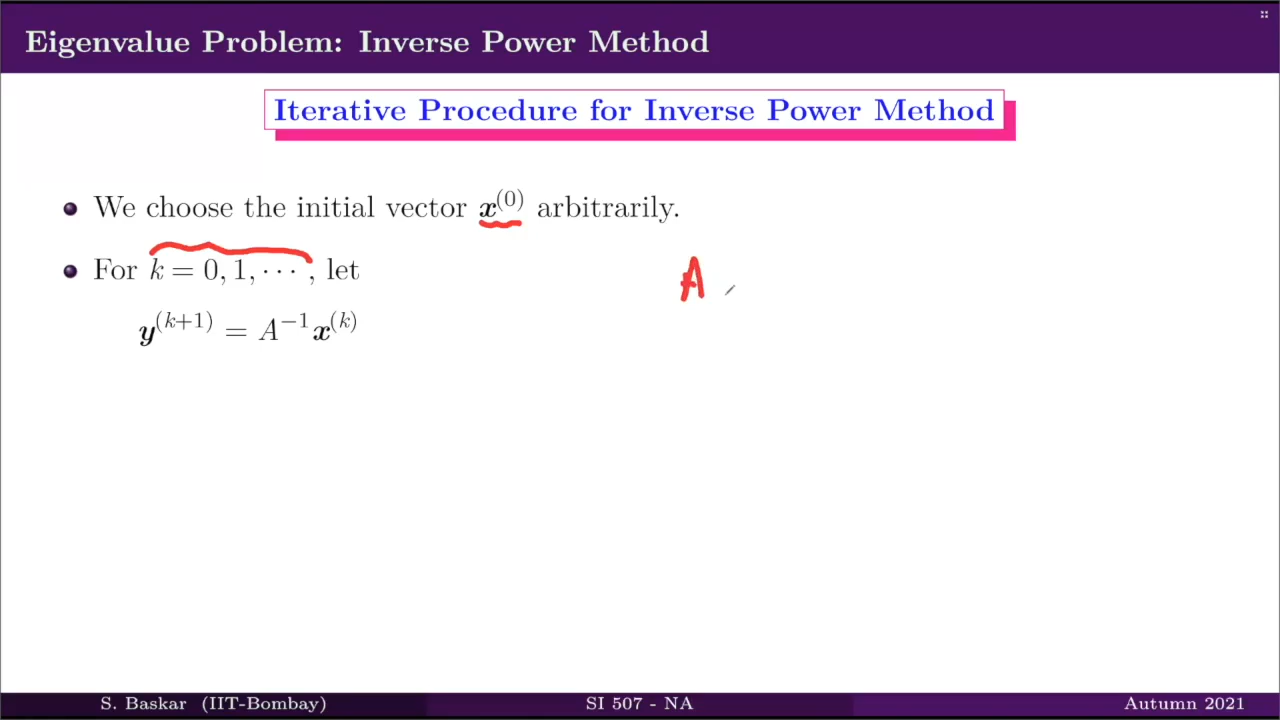 Eigenvalue Problem: Inverse Power Method
Iterative Procedure for Inverse Power Method
We choose the initial vector x^(0) arbitrarily.
For k = 0, 1, ⋯ , let
A
y^(k+1) = A^−1 x^(k)
S. Baskar (IIT-Bombay) SI 507 - NA Autumn 2021